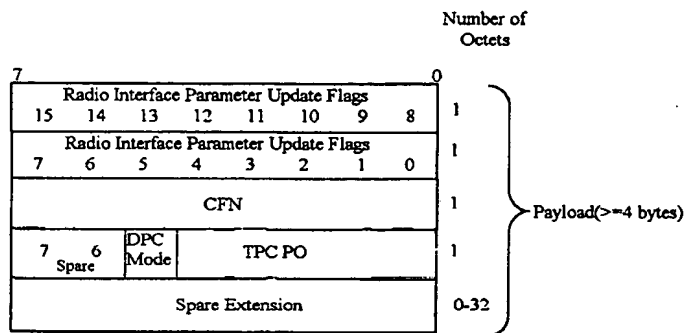 Number of
Octets
7 0
Radio Interface Parameter Update Flags
15 14 13 12 11 10 9 8 1
Radio Interface Parameter Update Flags
7 6 5 4 3 2 1 0 1
CFN 1
Payload(>=4 bytes)
7 6 DPC TPC PO 1
Spare Mode
Spare Extension 0-32